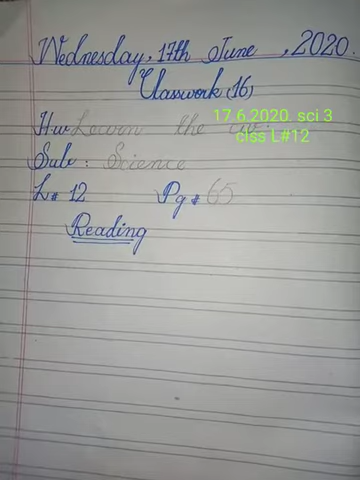 Wednesday, 17th June , 2020.
Classwork (16)
17.6.2020. sci 3
clss L#12
H.w Learn the
Sub : Science
L# 12 Pg # 65
Reading